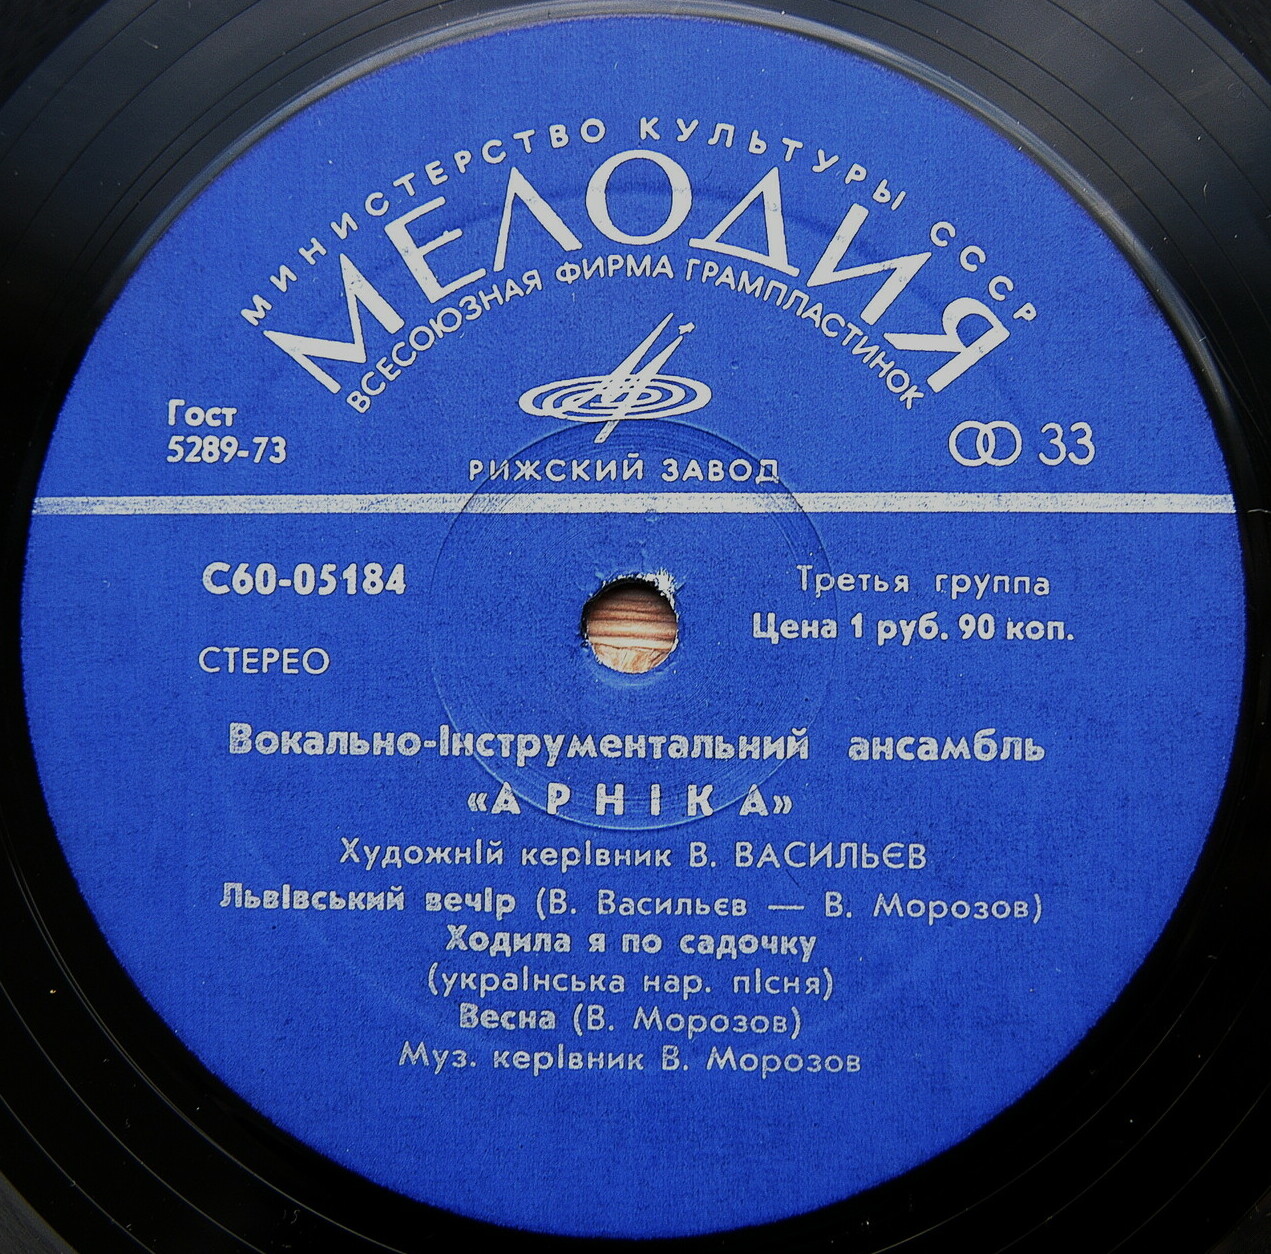 МИНИСТЕРСТВО КУЛЬТУРЫ СССР
МЕЛОДИЯ
ВСЕСОЮЗНАЯ ФИРМА ГРАМПЛАСТИНОК
Гост
5289-73
33
РИЖСКИЙ ЗАВОД
С60-05184
Третья группа
Цена 1 руб. 90 коп.
СТЕРЕО
Вокально-Інструментальний ансамбль
«АРНІКА»
Художній керівник В. ВАСИЛЬЄВ
Львівський вечір (В. Васильєв — В. Морозов)
Ходила я по садочку
(українська нар. пісня)
Весна (В. Морозов)
Муз. керівник В. Морозов